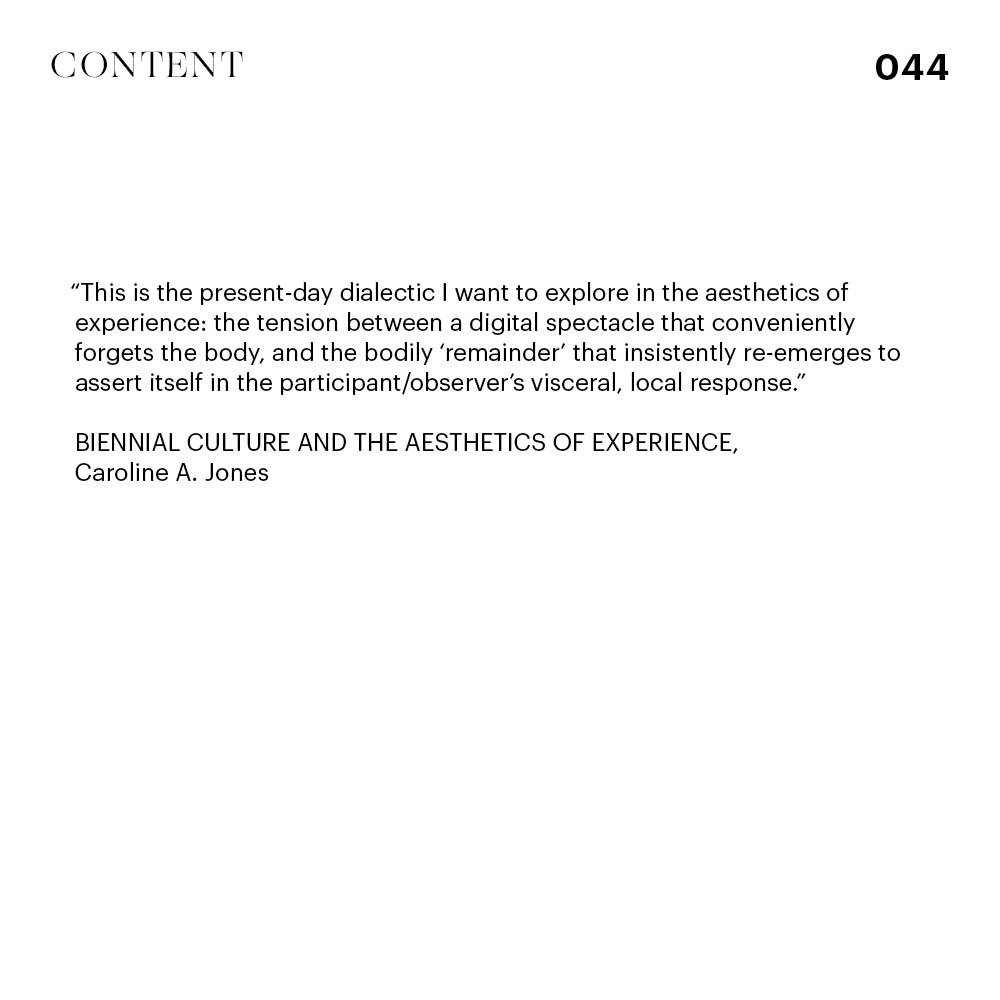 CONTENT
044
“This is the present-day dialectic I want to explore in the aesthetics of
experience: the tension between a digital spectacle that conveniently
forgets the body, and the bodily ‘remainder’ that insistently re-emerges to
assert itself in the participant/observer’s visceral, local response.”
BIENNIAL CULTURE AND THE AESTHETICS OF EXPERIENCE,
Caroline A. Jones